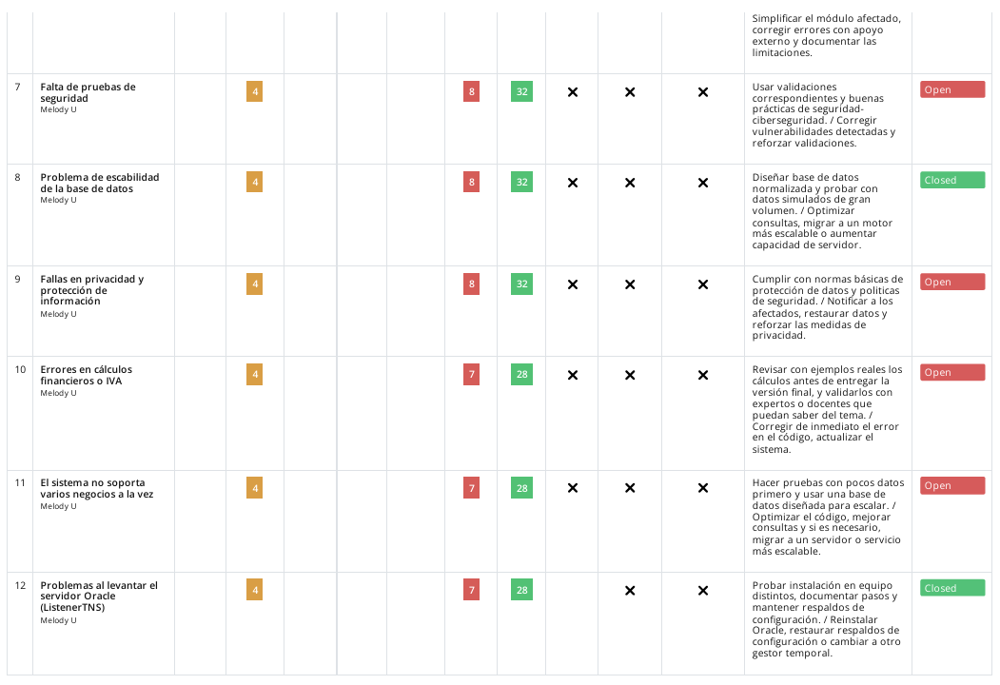 Simplificar el módulo afectado,
corregir errores con apoyo
externo y documentar las
limitaciones.
7
Falta de pruebas de
seguridad
Melody U
4
8
32
Usar validaciones
correspondientes y buenas
prácticas de seguridad-
ciberseguridad. / Corregir
vulnerabilidades detectadas y
reforzar validaciones.
Open
8
Problema de escabilidad
de la base de datos
Melody U
4
8
32
Diseñar base de datos
normalizada y probar con
datos simulados de gran
volumen. / Optimizar
consultas, migrar a un motor
más escalable o aumentar
capacidad de servidor.
Closed
9
Fallas en privacidad y
protección de
información
Melody U
4
8
32
Cumplir con normas básicas de
protección de datos y politicas
de seguridad. / Notificar a los
afectados, restaurar datos y
reforzar las medidas de
privacidad.
Open
10
Errores en cálculos
financieros o IVA
Melody U
4
7
28
Revisar con ejemplos reales los
cálculos antes de entregar la
versión final, y validarlos con
expertos o docentes que
puedan saber del tema. /
Corregir de inmediato el error
en el código, actualizar el
sistema.
Open
11
El sistema no soporta
varios negocios a la vez
Melody U
4
7
28
Hacer pruebas con pocos datos
primero y usar una base de
datos diseñada para escalar. /
Optimizar el código, mejorar
consultas y si es necesario,
migrar a un servidor o servicio
más escalable.
Open
12
Problemas al levantar el
servidor Oracle
(ListenerTNS)
Melody U
4
7
28
Probar instalación en equipo
distintos, documentar pasos y
mantener respaldos de
configuración. / Reinstalar
Oracle, restaurar respaldos de
configuración o cambiar a otro
gestor temporal.
Closed